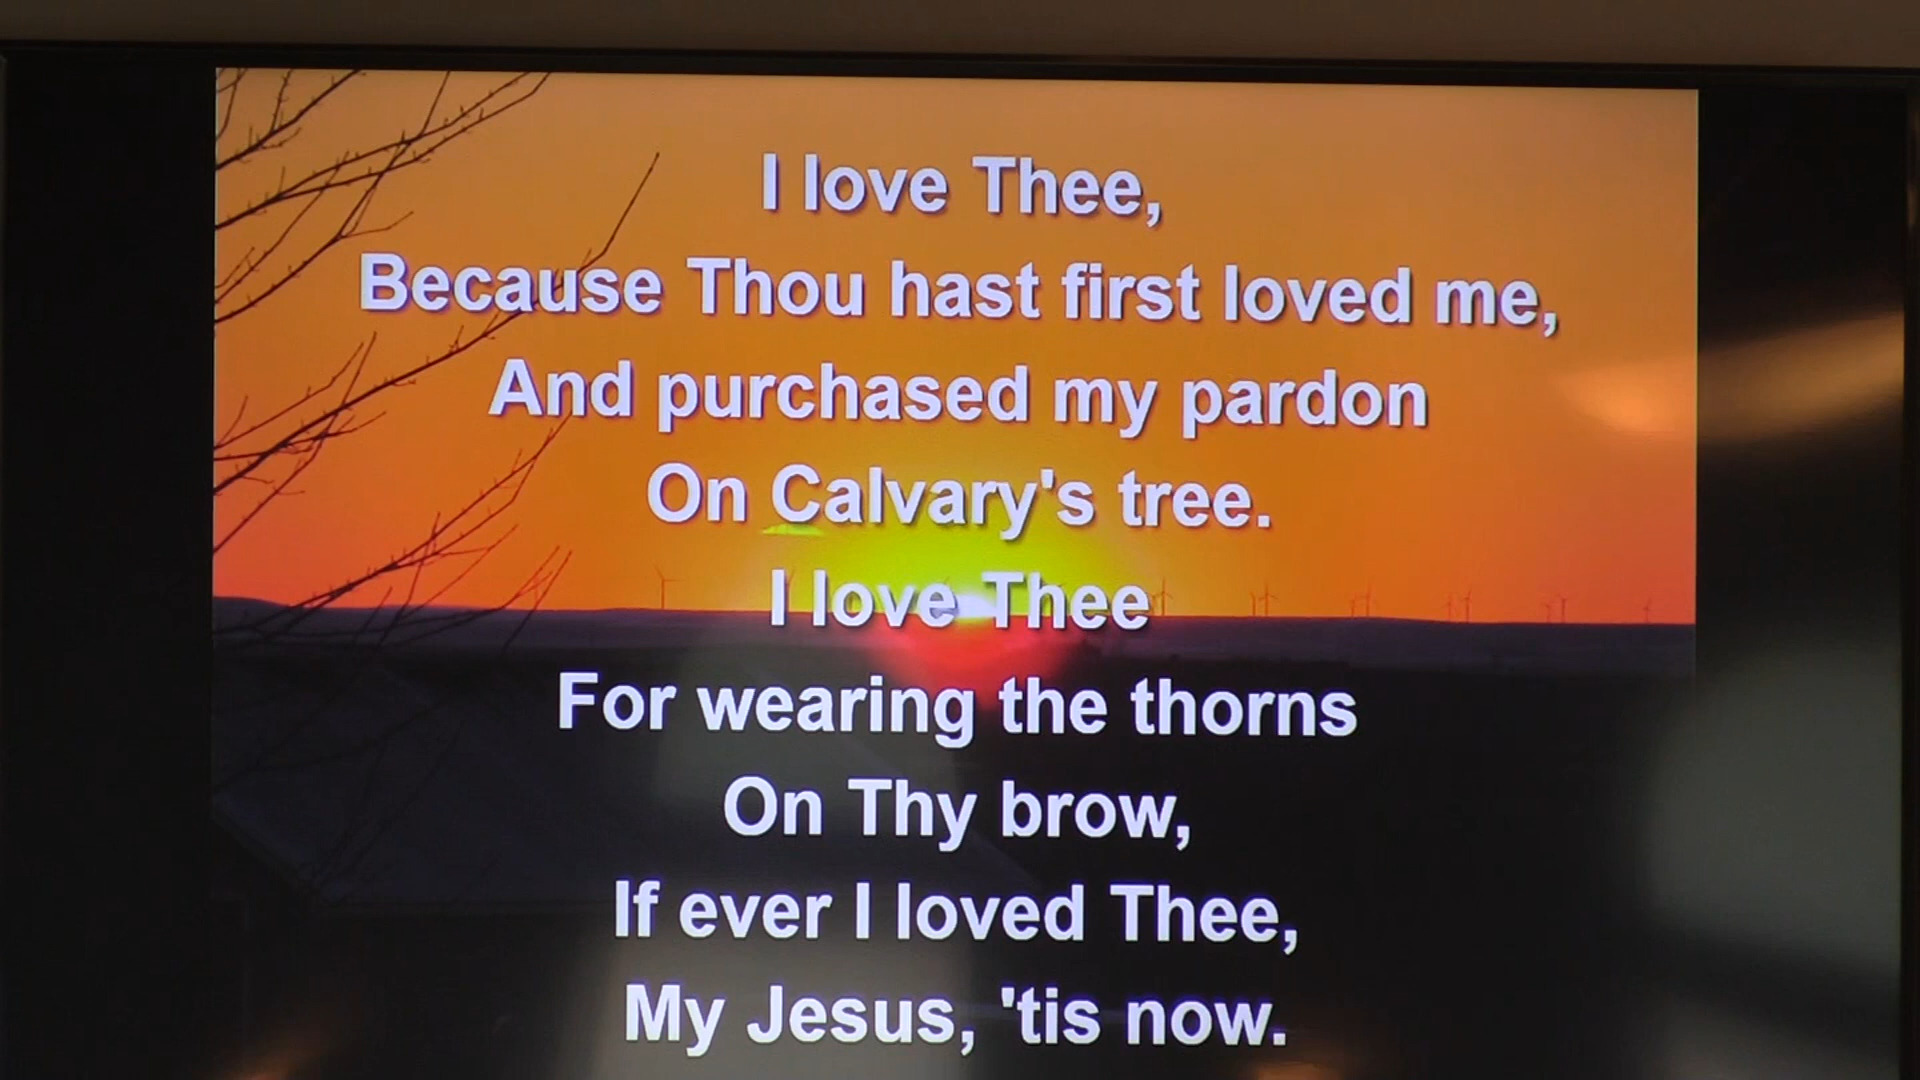 I love Thee,
Because Thou hast first loved me,
And purchased my pardon
On Calvary's tree.
I love Thee
For wearing the thorns
On Thy brow,
If ever I loved Thee,
My Jesus, 'tis now.